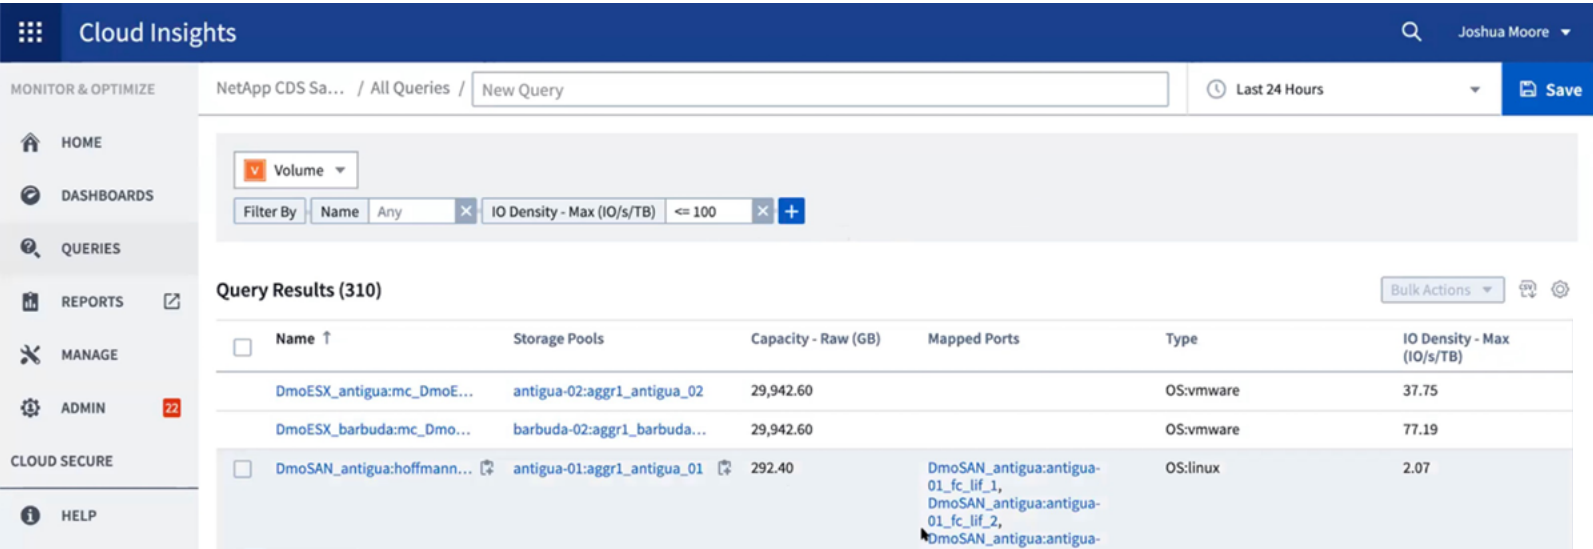 Cloud Insights
Joshua Moore
MONITOR & OPTIMIZE
NetApp CDS Sa... / All Queries / New Query
Last 24 Hours
Save
HOME
DASHBOARDS
QUERIES
REPORTS
MANAGE
ADMIN 22
CLOUD SECURE
HELP
V Volume
Filter By Name Any × IO Density - Max (IO/s/TB) <= 100 × +
Query Results (310)
Bulk Actions
CSV
Name ↑ Storage Pools Capacity - Raw (GB) Mapped Ports Type IO Density - Max
(IO/s/TB)
DmoESX_antigua:mc_DmoE... antigua-02:aggr1_antigua_02 29,942.60 OS:vmware 37.75
DmoESX_barbuda:mc_Dmo... barbuda-02:aggr1_barbuda... 29,942.60 OS:vmware 77.19
DmoSAN_antigua:hoffmann... antigua-01:aggr1_antigua_01 292.40 DmoSAN_antigua:antigua- OS:linux 2.07
01_fc_lif_1,
DmoSAN_antigua:antigua-
01_fc_lif_2,
DmoSAN_antigua:antigua-